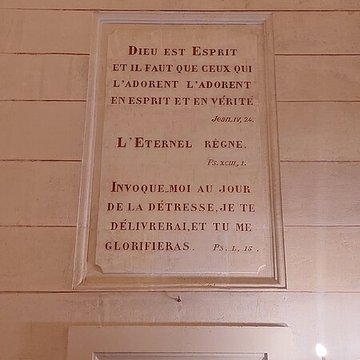 DIEU EST ESPRIT
ET IL FAUT QUE CEUX QUI
L'ADORENT L'ADORENT
EN ESPRIT ET EN VÉRITÉ.
Jean. IV, 24.
L'ETERNEL RÈGNE.
Ps. XCIII, 1.
INVOQUE-MOI AU JOUR
DE LA DÉTRESSE, JE TE
DÉLIVRERAI, ET TU ME
GLORIFIERAS. Ps. L, 15.